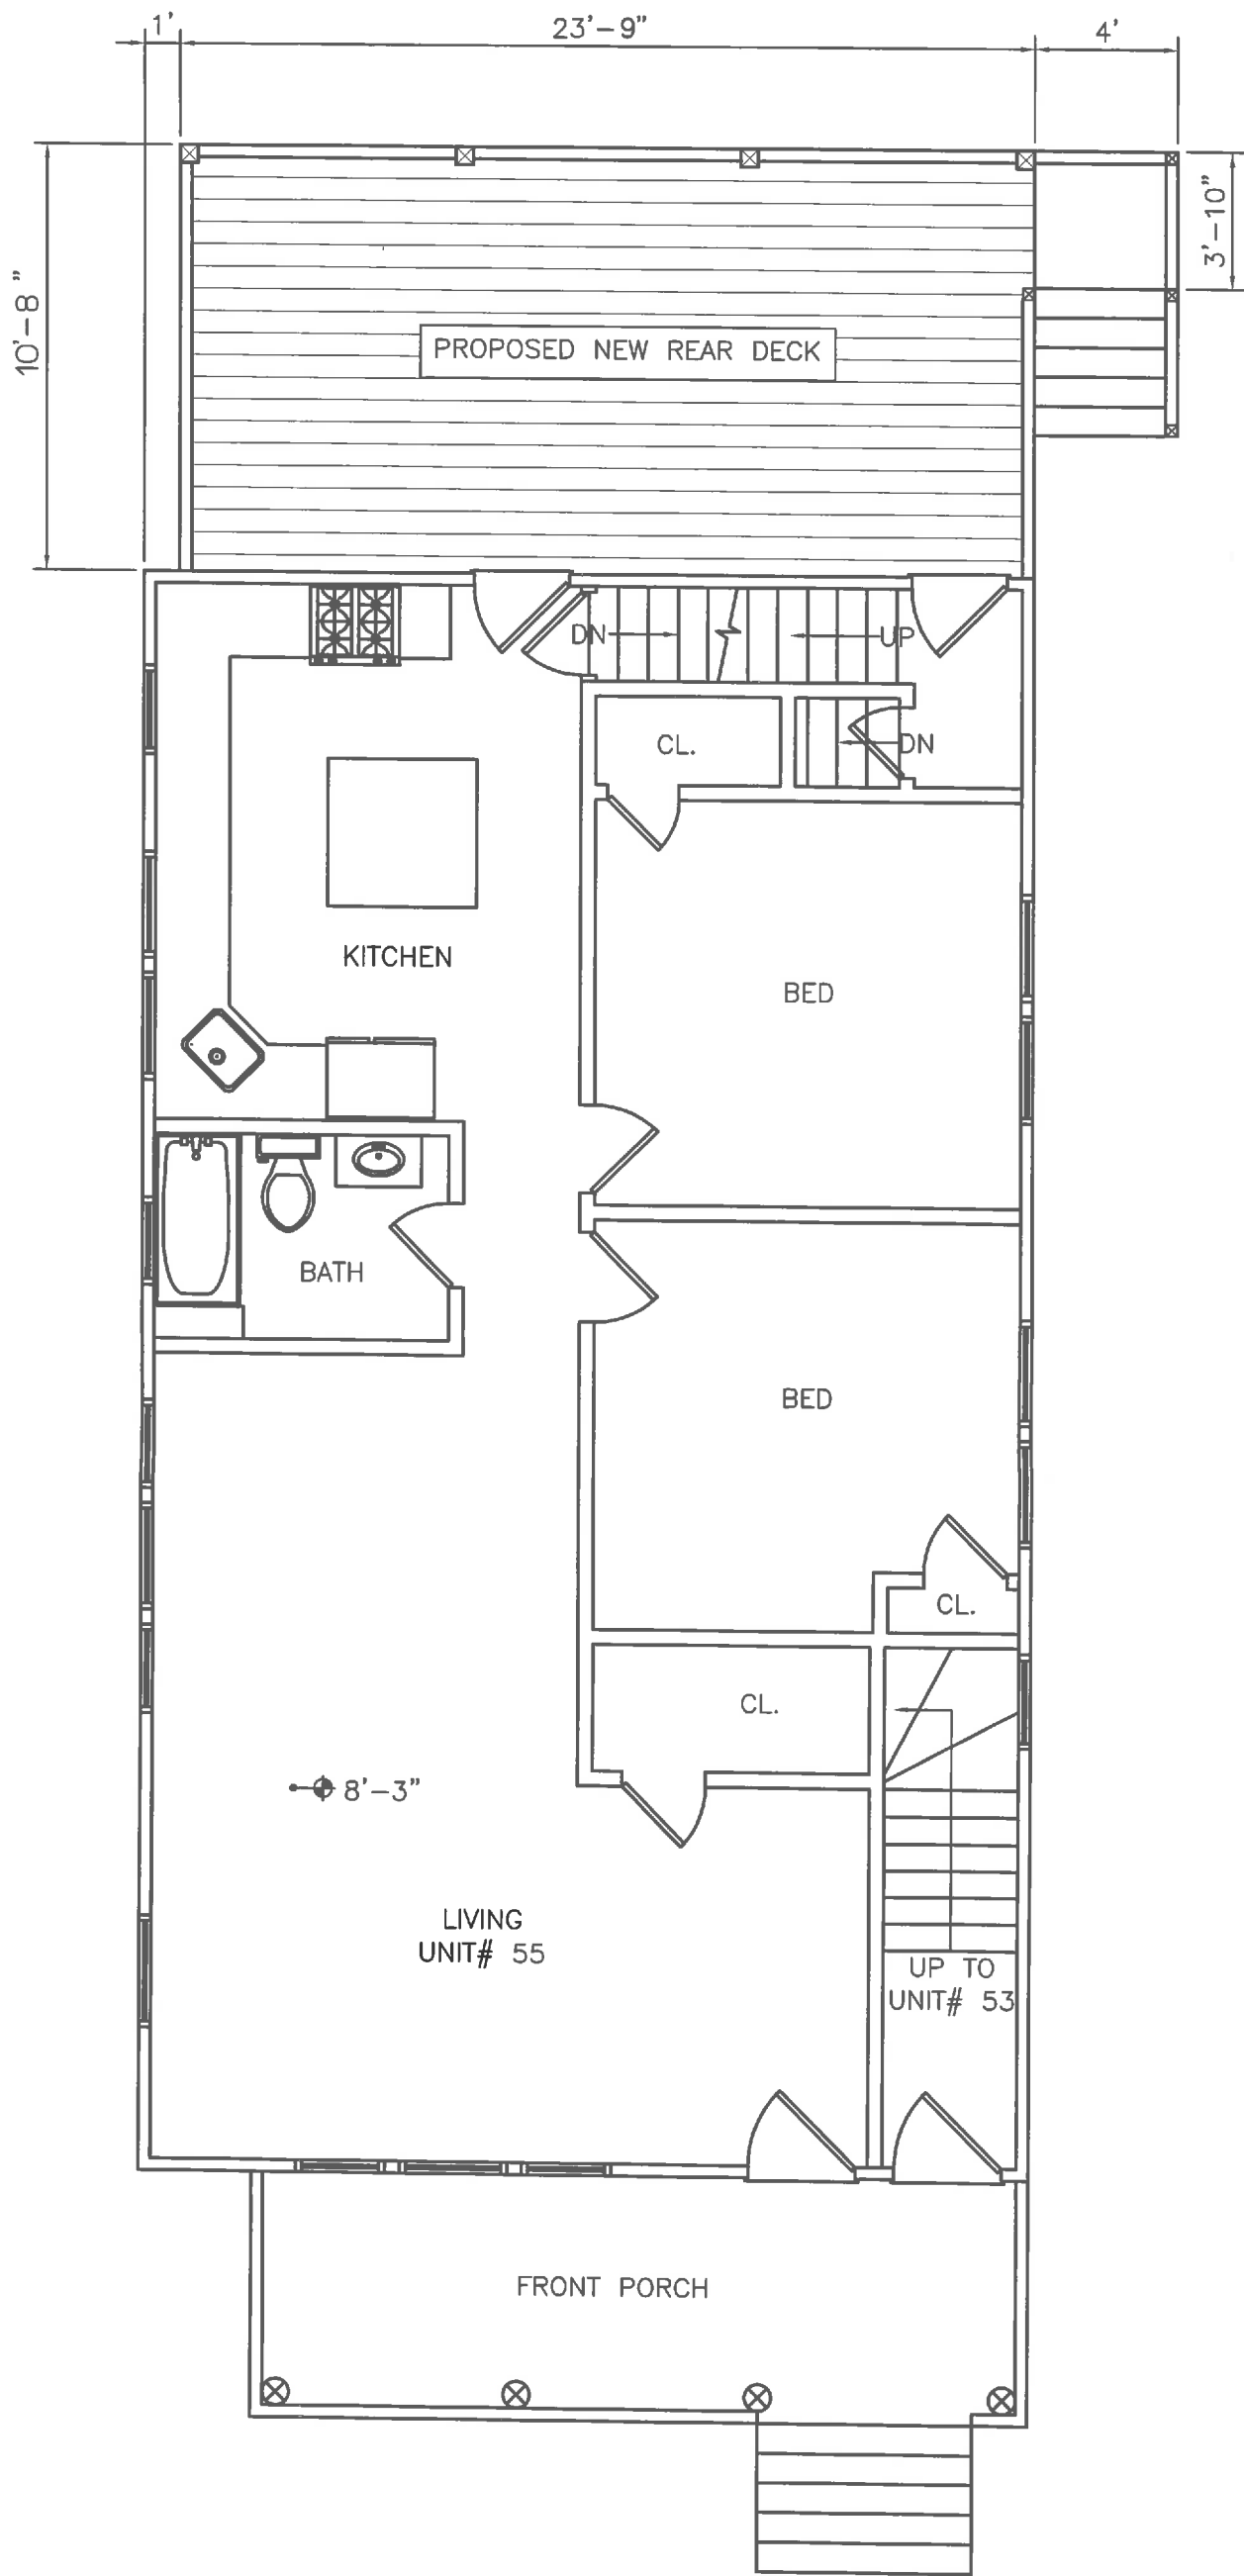 1'
23'-9"
4'
10'-8"
3'-10"
PROPOSED NEW REAR DECK
DN
UP
CL.
DN
KITCHEN
BED
BATH
BED
CL.
CL.
8'-3"
LIVING
UNIT# 55
UP TO
UNIT# 53
FRONT PORCH